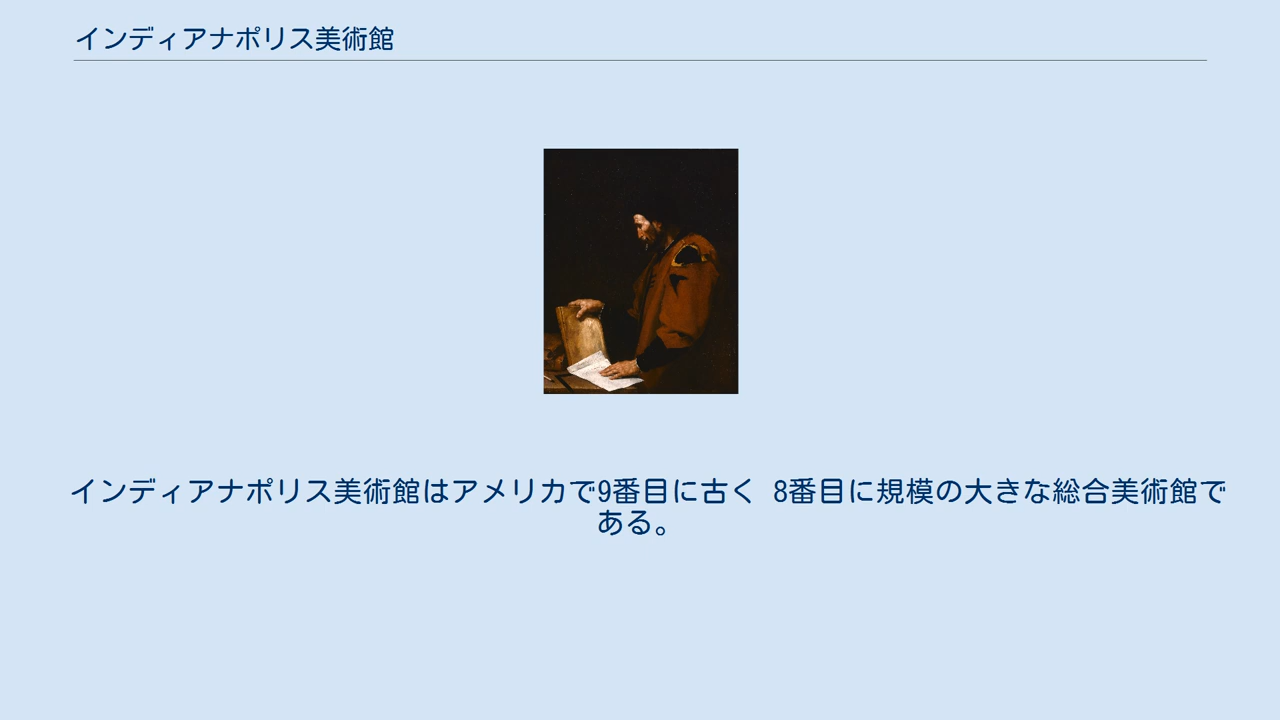 インディアナポリス美術館
インディアナポリス美術館はアメリカで9番目に古く 8番目に規模の大きな総合美術館で
ある。